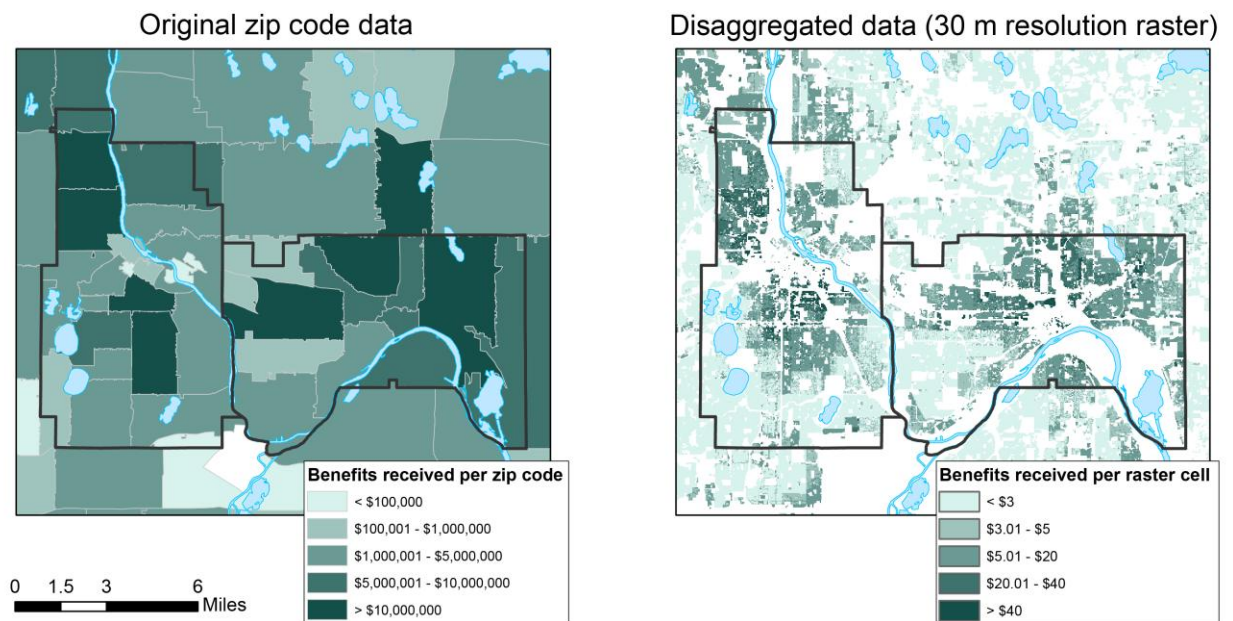 Original zip code data
Disaggregated data (30 m resolution raster)
Benefits received per zip code
< $100,000
$100,001 - $1,000,000
$1,000,001 - $5,000,000
$5,000,001 - $10,000,000
> $10,000,000
Benefits received per raster cell
< $3
$3.01 - $5
$5.01 - $20
$20.01 - $40
> $40
0 1.5 3 6
Miles